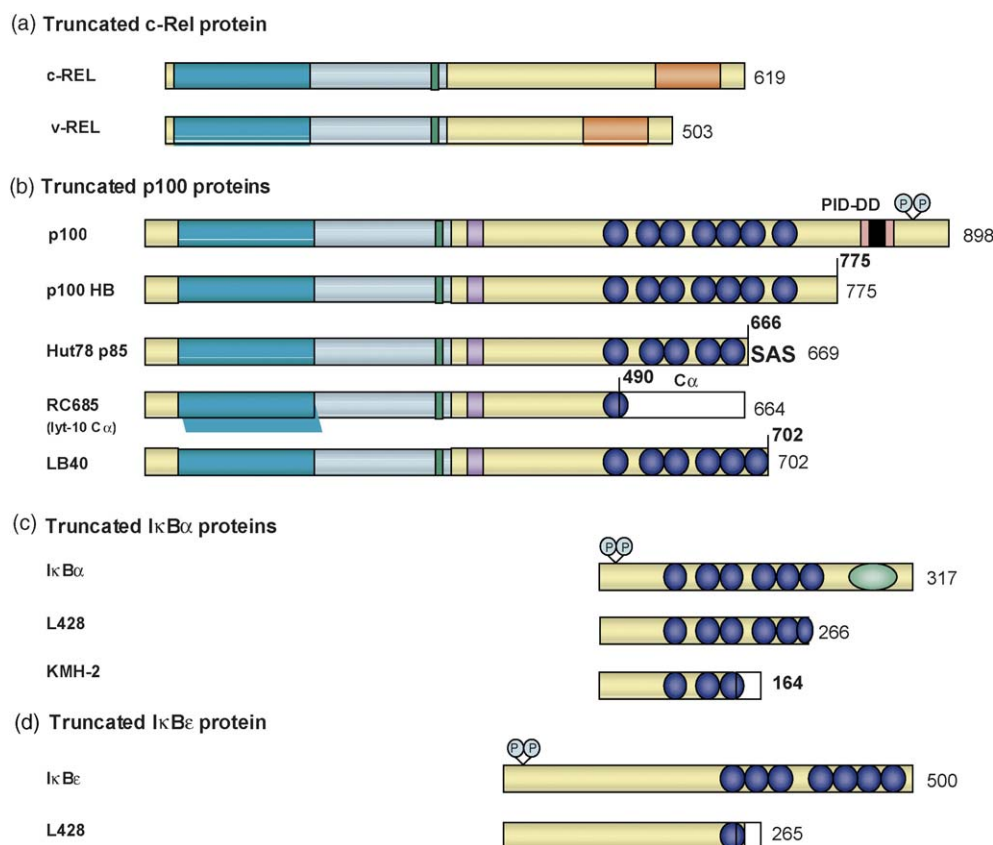 (a) Truncated c-Rel protein
c-REL 619
v-REL 503
(b) Truncated p100 proteins
PID-DD P P
p100 898
775
p100 HB 775
666
Hut78 p85 SAS 669
490 Cα
RC685 664
(lyt-10 Cα)
702
LB40 702
(c) Truncated IκBα proteins
P P
IκBα 317
L428 266
KMH-2 164
(d) Truncated IκBε protein
P P
IκBε 500
L428 265